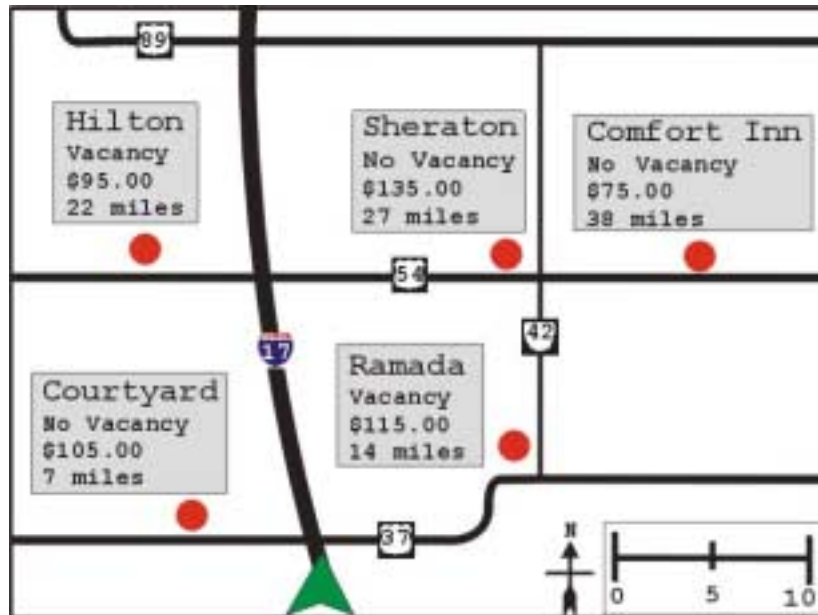 89
Hilton
Vacancy
$95.00
22 miles
Sheraton
No Vacancy
$135.00
27 miles
Comfort Inn
No Vacancy
$75.00
38 miles
54
42
17
Ramada
Vacancy
$115.00
14 miles
Courtyard
No Vacancy
$105.00
7 miles
37
N
0 5 10